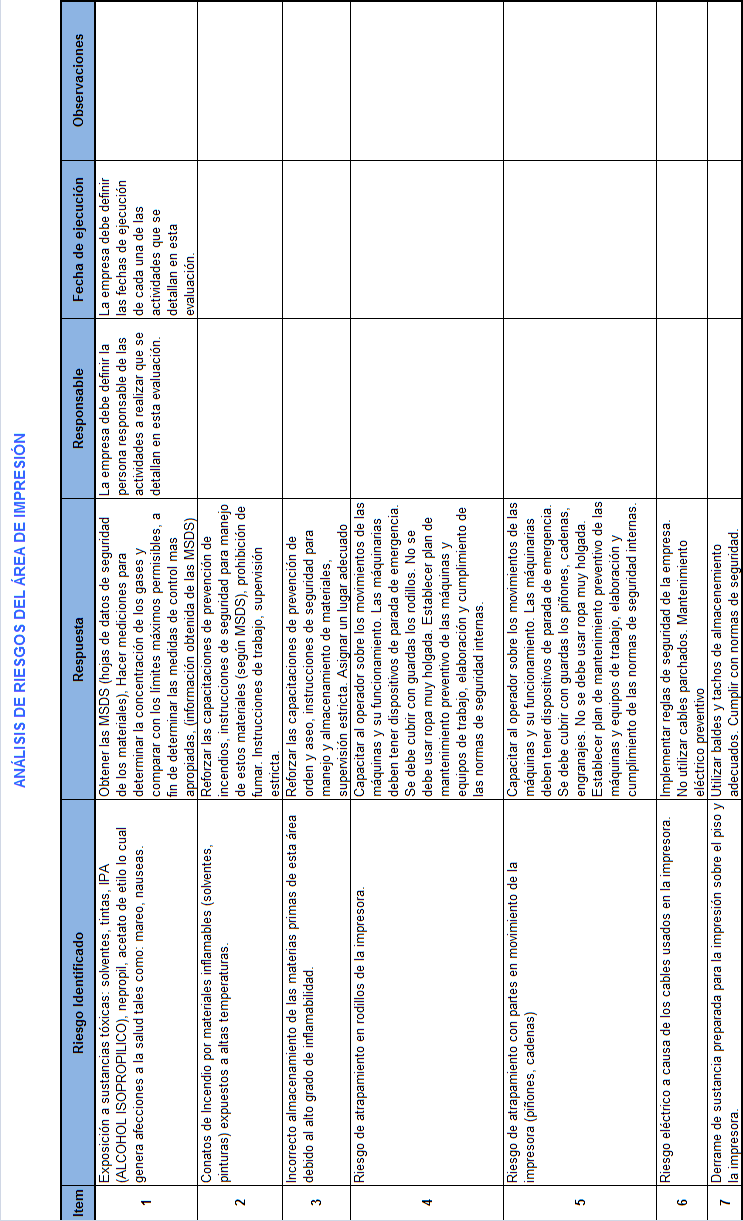 ANÁLISIS DE RIESGOS DEL ÁREA DE IMPRESIÓN
Item
Riesgo Identificado
Respuesta
Responsable
Fecha de ejecución
Observaciones
1
Exposición a sustancias tóxicas: solventes, tintas, IPA
(ALCOHOL ISOPROPILICO), nepropil, acetato de etilo lo cual
genera afecciones a la salud tales como: mareo, nauseas.
Obtener las MSDS (hojas de datos de seguridad
de los materiales). Hacer mediciones para
determinar la concentración de los gases y
comparar con los límites máximos permisibles, a
fin de determinar las medidas de control mas
apropiadas, (información obtenida de las MSDS)
La empresa debe definir la
persona responsable de las
actividades a realizar que se
detallan en esta evaluación.
La empresa debe definir
las fechas de ejecución
de cada una de las
actividades que se
detallan en esta
evaluación.
2
Conatos de Incendio por materiales inflamables (solventes,
pinturas) expuestos a altas temperaturas.
Reforzar las capacitaciones de prevención de
incendios, instrucciones de seguridad para manejo
de estos materiales (según MSDS), prohibición de
fumar. Instrucciones de trabajo, supervisión
estricta.
3
Incorrecto almacenamiento de las materias primas de esta área
debido al alto grado de inflamabilidad.
Reforzar las capacitaciones de prevención de
orden y aseo, instrucciones de seguridad para
manejo y almacenamiento de materiales,
supervisión estricta. Asignar un lugar adecuado
4
Riesgo de atrapamiento en rodillos de la impresora.
Capacitar al operador sobre los movimientos de las
máquinas y su funcionamiento. Las máquinarias
deben tener dispositivos de parada de emergencia.
Se debe cubrir con guardas los rodillos. No se
debe usar ropa muy holgada. Establecer plan de
mantenimiento preventivo de las máquinas y
equipos de trabajo, elaboración y cumplimiento de
las normas de seguridad internas.
5
Riesgo de atrapamiento con partes en movimiento de la
impresora (piñones, cadenas)
Capacitar al operador sobre los movimientos de las
máquinas y su funcionamiento. Las máquinarias
deben tener dispositivos de parada de emergencia.
Se debe cubrir con guardas los piñones, cadenas,
engranajes. No se debe usar ropa muy holgada.
Establecer plan de mantenimiento preventivo de las
máquinas y equipos de trabajo, elaboración y
cumplimiento de las normas de seguridad internas.
6
Riesgo eléctrico a causa de los cables usados en la impresora.
Implementar reglas de seguridad de la empresa.
No utilizar cables parchados. Mantenimiento
eléctrico preventivo
7
Derrame de sustancia preparada para la impresión sobre el piso y
la impresora.
Utilizar baldes y tachos de almacenemiento
adecuados. Cumplir con normas de seguridad.